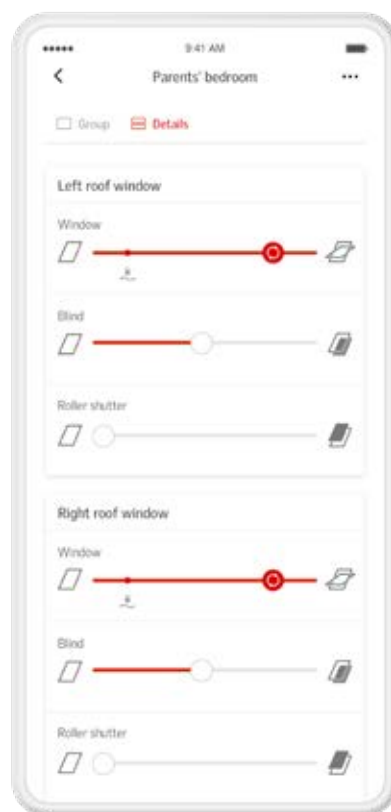 9:41 AM
Parents' bedroom
Group Details
Left roof window
Window
Blind
Roller shutter
Right roof window
Window
Blind
Roller shutter